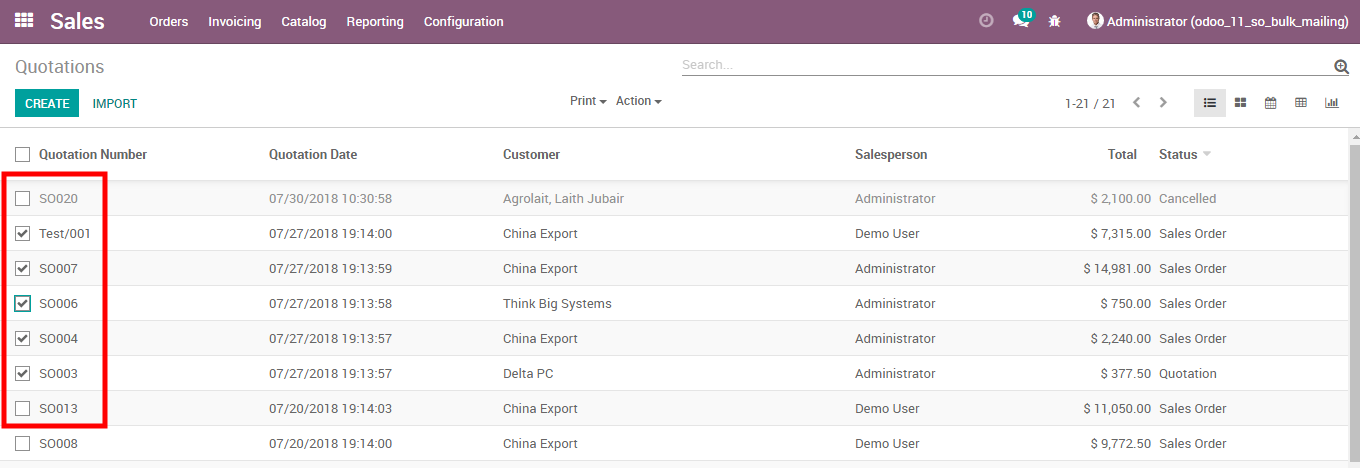 Sales Orders Invoicing Catalog Reporting Configuration 10 Administrator (odoo_11_so_bulk_mailing)
Quotations Search...
CREATE IMPORT Print Action 1-21 / 21
Quotation Number Quotation Date Customer Salesperson Total Status
SO020 07/30/2018 10:30:58 Agrolait, Laith Jubair Administrator $ 2,100.00 Cancelled
Test/001 07/27/2018 19:14:00 China Export Demo User $ 7,315.00 Sales Order
SO007 07/27/2018 19:13:59 China Export Administrator $ 14,981.00 Sales Order
SO006 07/27/2018 19:13:58 Think Big Systems Administrator $ 750.00 Sales Order
SO004 07/27/2018 19:13:57 China Export Administrator $ 2,240.00 Sales Order
SO003 07/27/2018 19:13:57 Delta PC Administrator $ 377.50 Quotation
SO013 07/20/2018 19:14:03 China Export Demo User $ 11,050.00 Sales Order
SO008 07/20/2018 19:14:00 China Export Demo User $ 9,772.50 Sales Order